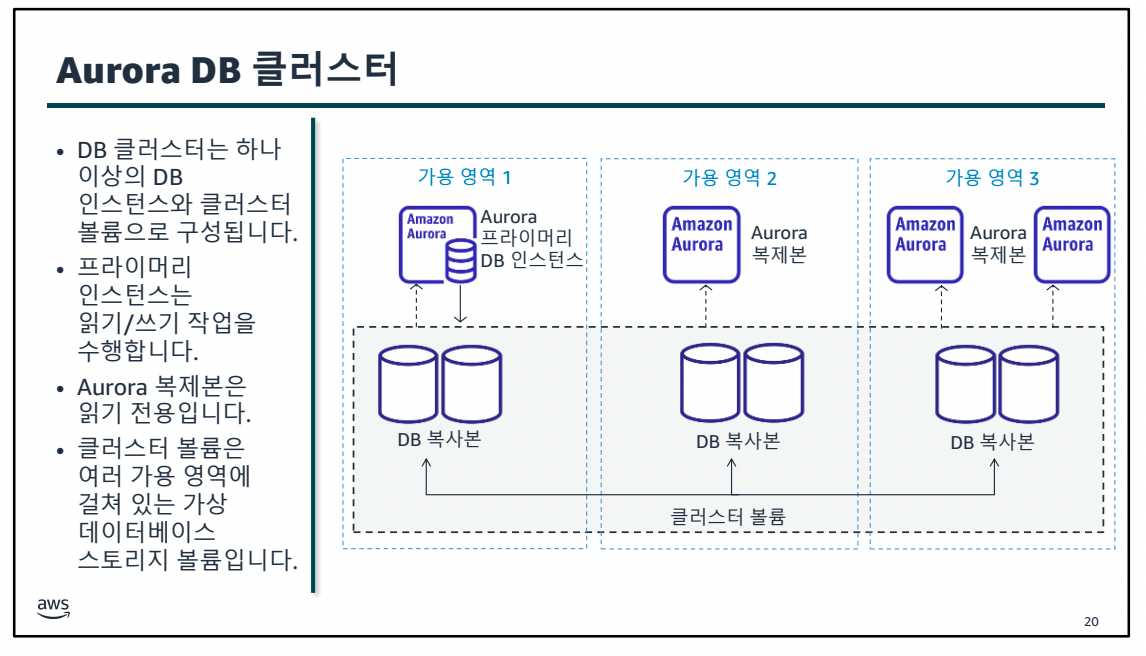 Aurora DB 클러스터
• DB 클러스터는 하나
이상의 DB
인스턴스와 클러스터
볼륨으로 구성됩니다.
• 프라이머리
인스턴스는
읽기/쓰기 작업을
수행합니다.
• Aurora 복제본은
읽기 전용입니다.
• 클러스터 볼륨은
여러 가용 영역에
걸쳐 있는 가상
데이터베이스
스토리지 볼륨입니다.
가용 영역 1
Amazon
Aurora
Aurora
프라이머리
DB 인스턴스
DB 복사본
가용 영역 2
Amazon
Aurora
Aurora
복제본
DB 복사본
가용 영역 3
Amazon
Aurora
Aurora
복제본
Amazon
Aurora
DB 복사본
클러스터 볼륨
aws
20